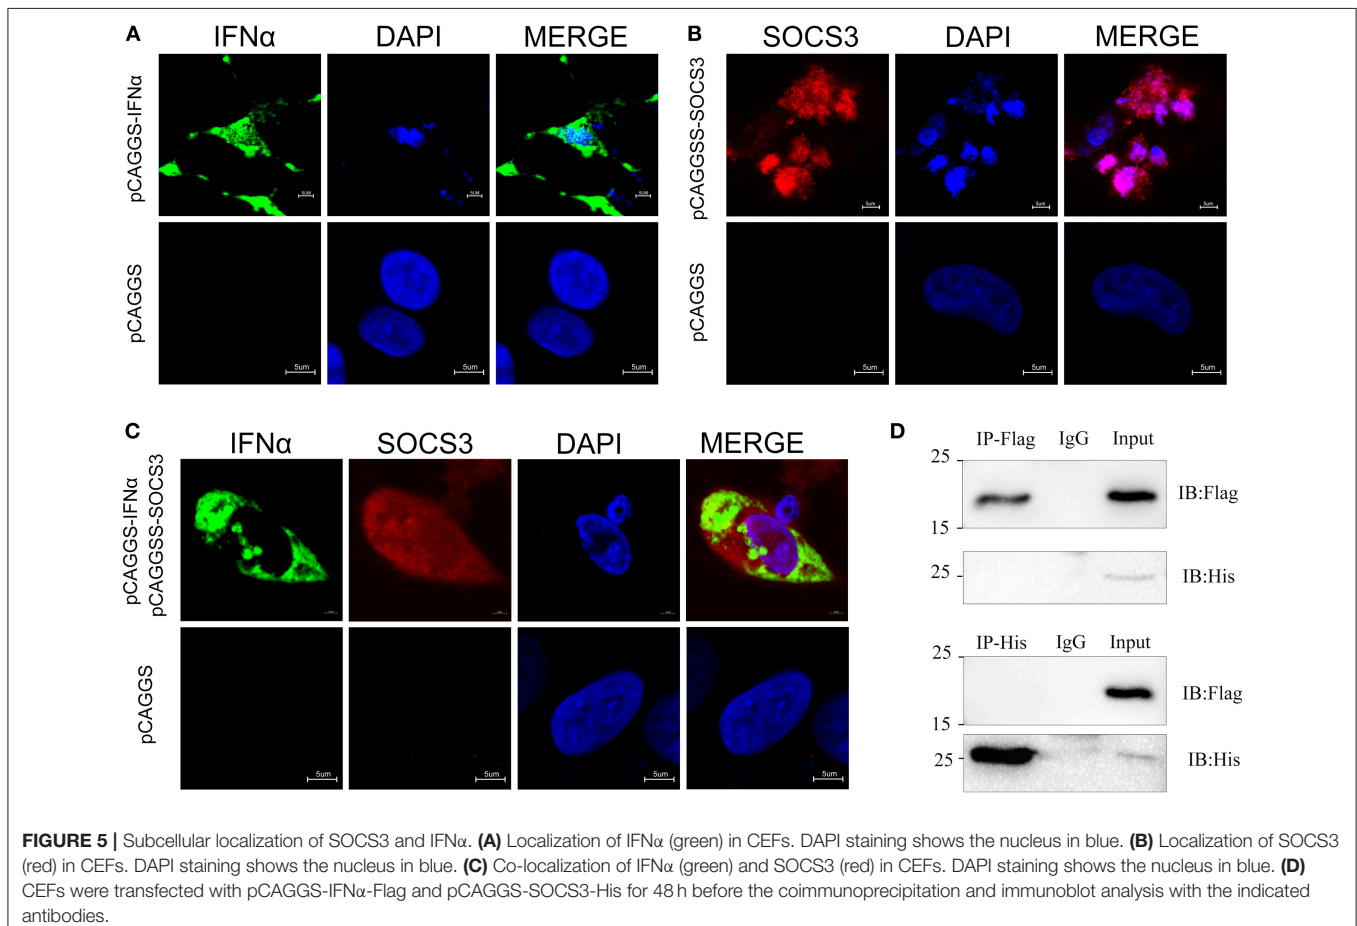 A IFNα DAPI MERGE
pCAGGS-IFNα
5UM 5UM 5UM
pCAGGS
5um 5um 5um
B SOCS3 DAPI MERGE
pCAGGSS-SOCS3
5um 5um 5um
pCAGGS
5um 5um 5um
C IFNα SOCS3 DAPI MERGE
pCAGGS-IFNα
pCAGGSS-SOCS3
pCAGGS
5um 5um 5um 5um
D IP-Flag IgG Input
25
IB:Flag
15
25 IB:His
IP-His IgG Input
25
IB:Flag
15
25 IB:His
FIGURE 5 | Subcellular localization of SOCS3 and IFNα. (A) Localization of IFNα (green) in CEFs. DAPI staining shows the nucleus in blue. (B) Localization of SOCS3
(red) in CEFs. DAPI staining shows the nucleus in blue. (C) Co-localization of IFNα (green) and SOCS3 (red) in CEFs. DAPI staining shows the nucleus in blue. (D)
CEFs were transfected with pCAGGS-IFNα-Flag and pCAGGS-SOCS3-His for 48 h before the coimmunoprecipitation and immunoblot analysis with the indicated
antibodies.